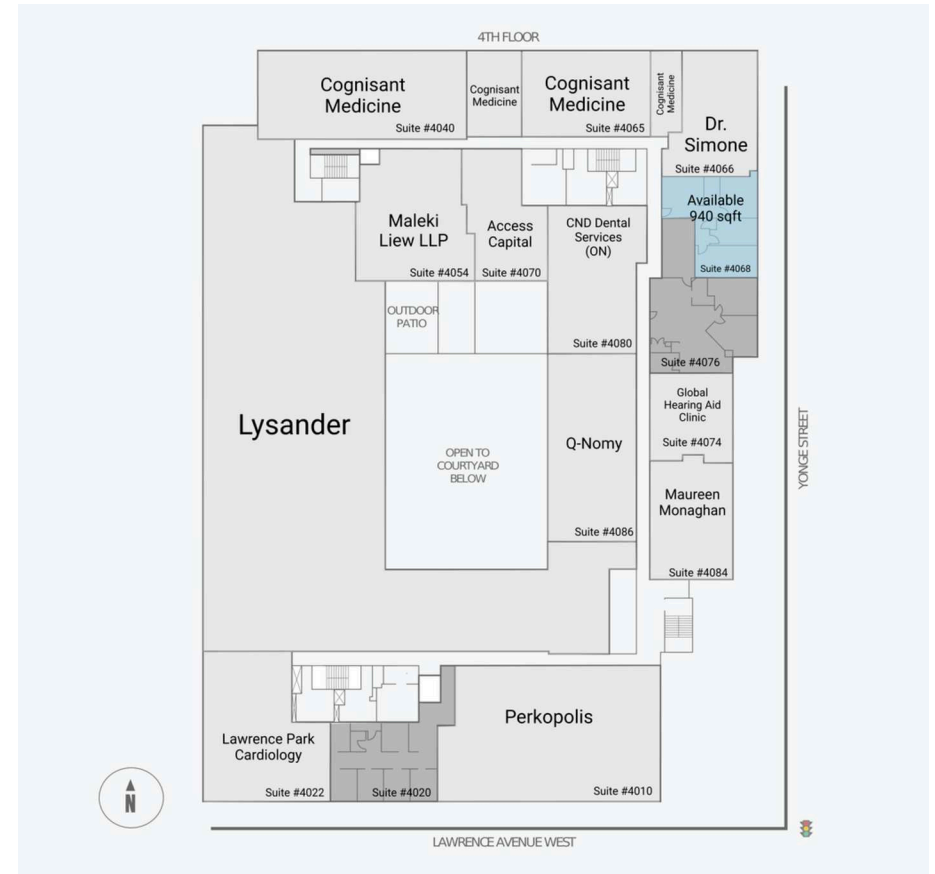 4TH FLOOR
Cognisant
Medicine
Suite #4040
Cognisant
Medicine
Cognisant
Medicine
Suite #4065
Cognisant
Medicine
Dr.
Simone
Suite #4066
Available
940 sqft
Suite #4068
Maleki
Liew LLP
Suite #4054
Access
Capital
Suite #4070
CND Dental
Services
(ON)
Suite #4080
OUTDOOR
PATIO
Suite #4076
Global
Hearing Aid
Clinic
Suite #4074
Lysander
OPEN TO
COURTYARD
BELOW
Q-Nomy
Suite #4086
Maureen
Monaghan
Suite #4084
YONGE STREET
Perkopolis
Suite #4010
Lawrence Park
Cardiology
Suite #4022
Suite #4020
N
LAWRENCE AVENUE WEST